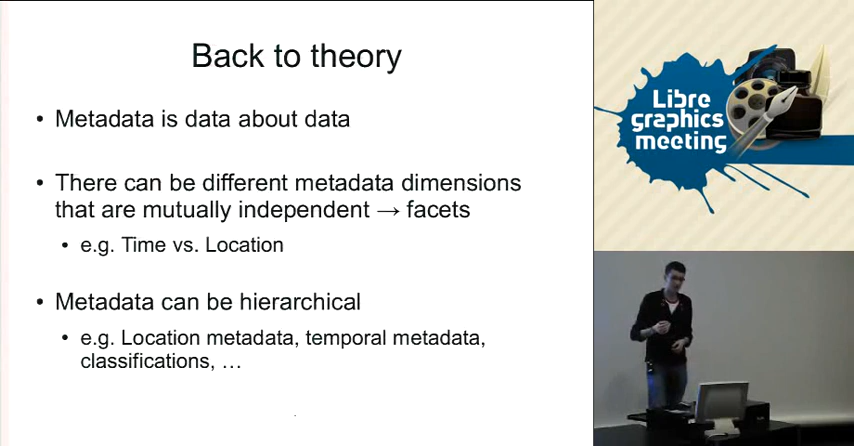 Back to theory
• Metadata is data about data
• There can be different metadata dimensions
that are mutually independent → facets
• e.g. Time vs. Location
• Metadata can be hierarchical
• e.g. Location metadata, temporal metadata,
classifications, …
Libre
graphics
meeting